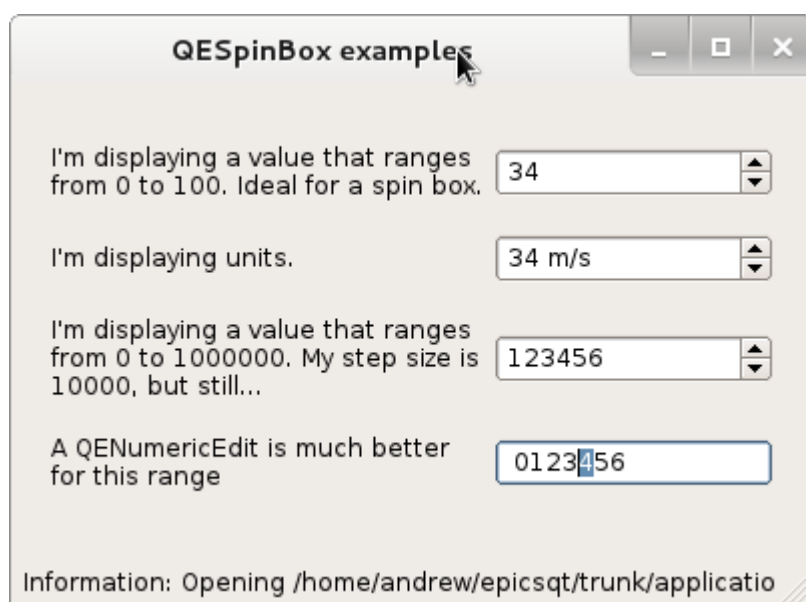 QESpinBox examples
I'm displaying a value that ranges
from 0 to 100. Ideal for a spin box.
34
I'm displaying units.
34 m/s
I'm displaying a value that ranges
from 0 to 1000000. My step size is
10000, but still...
123456
A QENumericEdit is much better
for this range
0123456
Information: Opening /home/andrew/epicsqt/trunk/applicatio